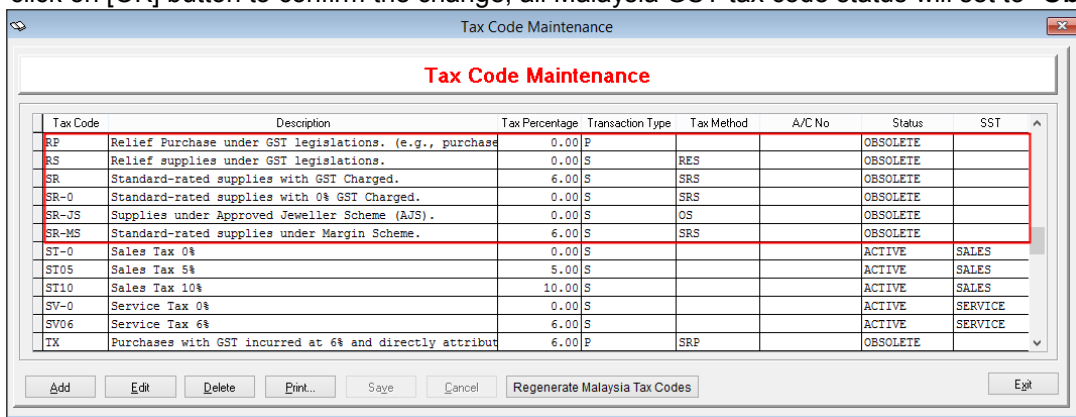 click on [OK] button to confirm the change, all Malaysia GST tax code status will set to "Ob
Tax Code Maintenance
Tax Code Maintenance
Tax Code Description Tax Percentage Transaction Type Tax Method A/C No Status SST
RP Relief Purchase under GST legislations. (e.g., purchase 0.00 P OBSOLETE
RS Relief supplies under GST legislations. 0.00 S RES OBSOLETE
SR Standard-rated supplies with GST Charged. 6.00 S SRS OBSOLETE
SR-0 Standard-rated supplies with 0% GST Charged. 0.00 S SRS OBSOLETE
SR-JS Supplies under Approved Jeweller Scheme (AJS). 0.00 S OS OBSOLETE
SR-MS Standard-rated supplies under Margin Scheme. 6.00 S SRS OBSOLETE
ST-0 Sales Tax 0% 0.00 S ACTIVE SALES
ST05 Sales Tax 5% 5.00 S ACTIVE SALES
ST10 Sales Tax 10% 10.00 S ACTIVE SALES
SV-0 Service Tax 0% 0.00 S ACTIVE SERVICE
SV06 Service Tax 6% 6.00 S ACTIVE SERVICE
TX Purchases with GST incurred at 6% and directly attribut 6.00 P SRP OBSOLETE
Add Edit Delete Print... Save Cancel Regenerate Malaysia Tax Codes Exit